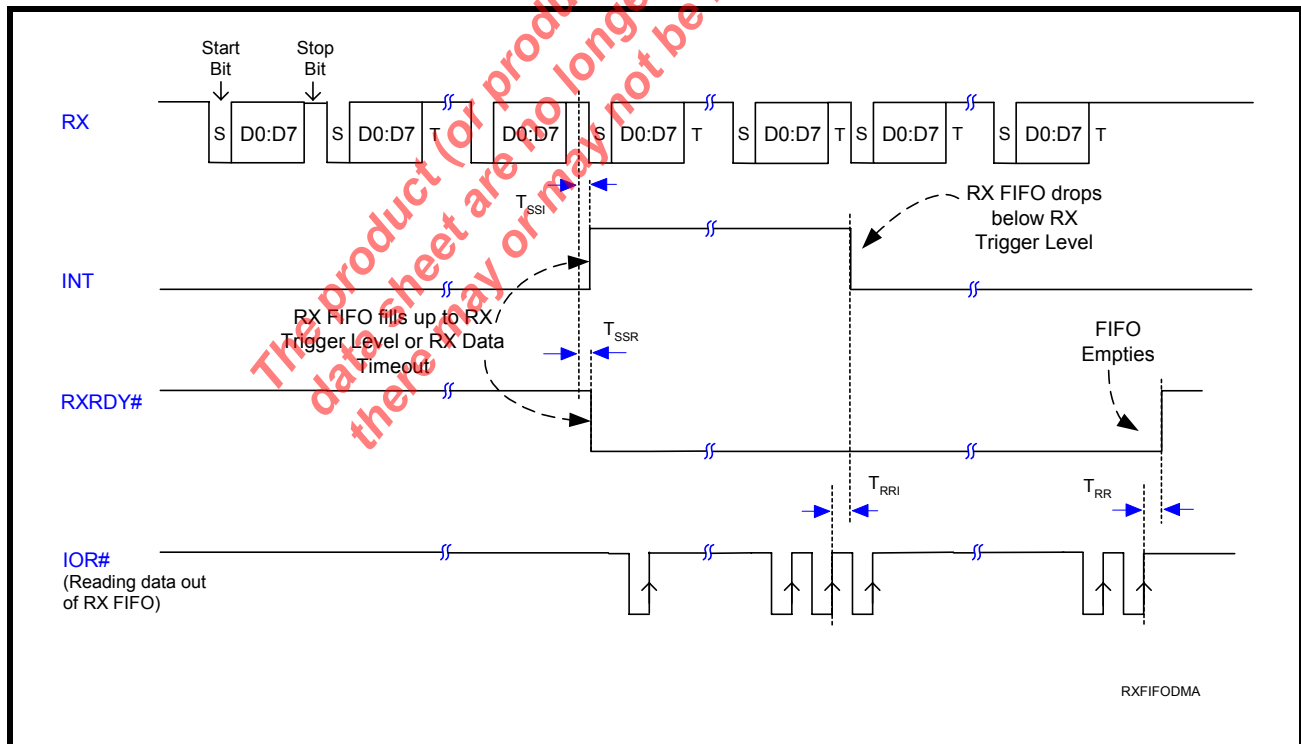 Start
Bit
Stop
Bit
RX
S D0:D7 S D0:D7 T D0:D7 S D0:D7 T S D0:D7 T S D0:D7 T S D0:D7 T
TSSI
RX FIFO drops
below RX
Trigger Level
INT
RX FIFO fills up to RX
Trigger Level or RX Data
Timeout
TSSR
FIFO
Empties
RXRDY#
TRRI
TRR
IOR#
(Reading data out
of RX FIFO)
RXFIFODMA
The product (or produc
data sheet are no longe
there may or may not be